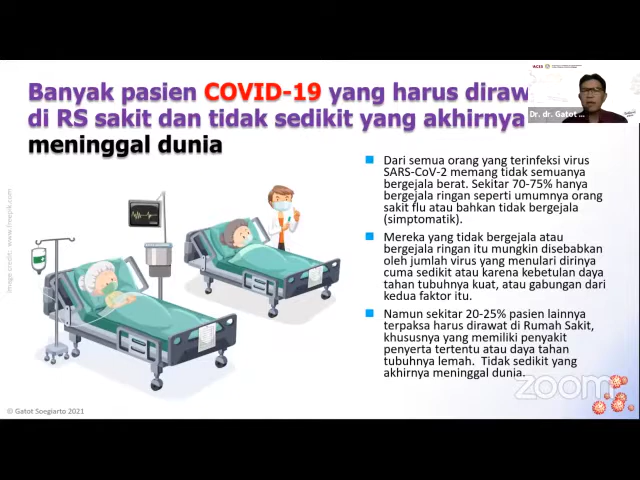 Banyak pasien COVID-19 yang harus diraw
di RS sakit dan tidak sedikit yang akhirnya
meninggal dunia
Dr. dr. Gatot ...
Dari semua orang yang terinfeksi virus
SARS-CoV-2 memang tidak semuanya
bergejala berat. Sekitar 70-75% hanya
bergejala ringan seperti umumnya orang
sakit flu atau bahkan tidak bergejala
(simptomatik).
Mereka yang tidak bergejala atau
bergejala ringan itu mungkin disebabkan
oleh jumlah virus yang menulari dirinya
cuma sedikit atau karena kebetulan daya
tahan tubuhnya kuat, atau gabungan dari
kedua faktor itu.
Namun sekitar 20-25% pasien lainnya
terpaksa harus dirawat di Rumah Sakit,
khususnya yang memiliki penyakit
penyerta tertentu atau daya tahan
tubuhnya lemah. Tidak sedikit yang
akhirnya meninggal dunia.
Image credit: www.freepik.com
zoom
© Gatot Soegiarto 2021